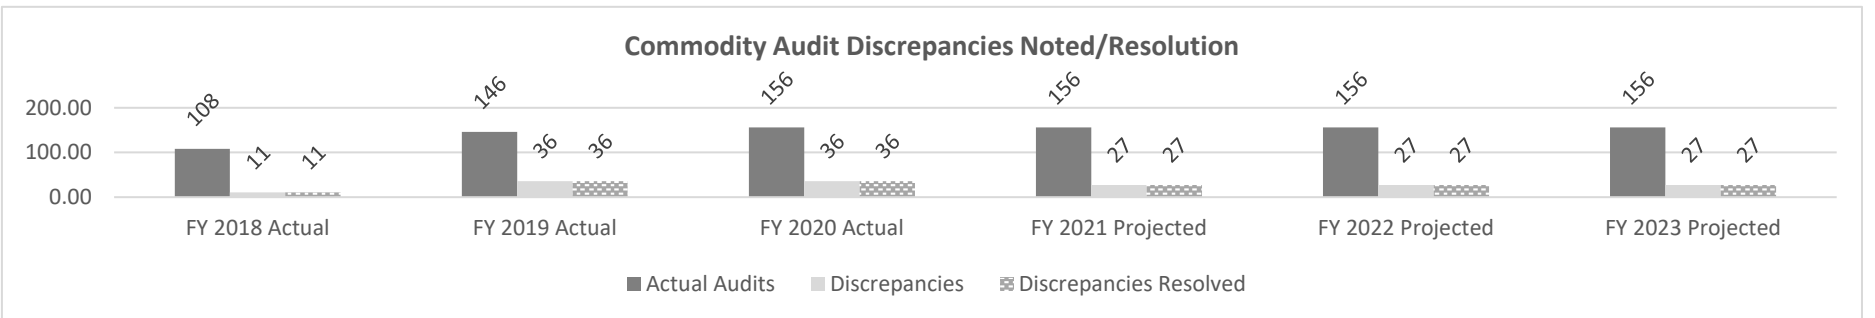 Commodity Audit Discrepancies Noted/Resolution
200.00
100.00
0.00
108 11 11
146 36 36
156 36 36
156 27 27
156 27 27
156 27 27
FY 2018 Actual FY 2019 Actual FY 2020 Actual FY 2021 Projected FY 2022 Projected FY 2023 Projected
Actual Audits Discrepancies Discrepancies Resolved